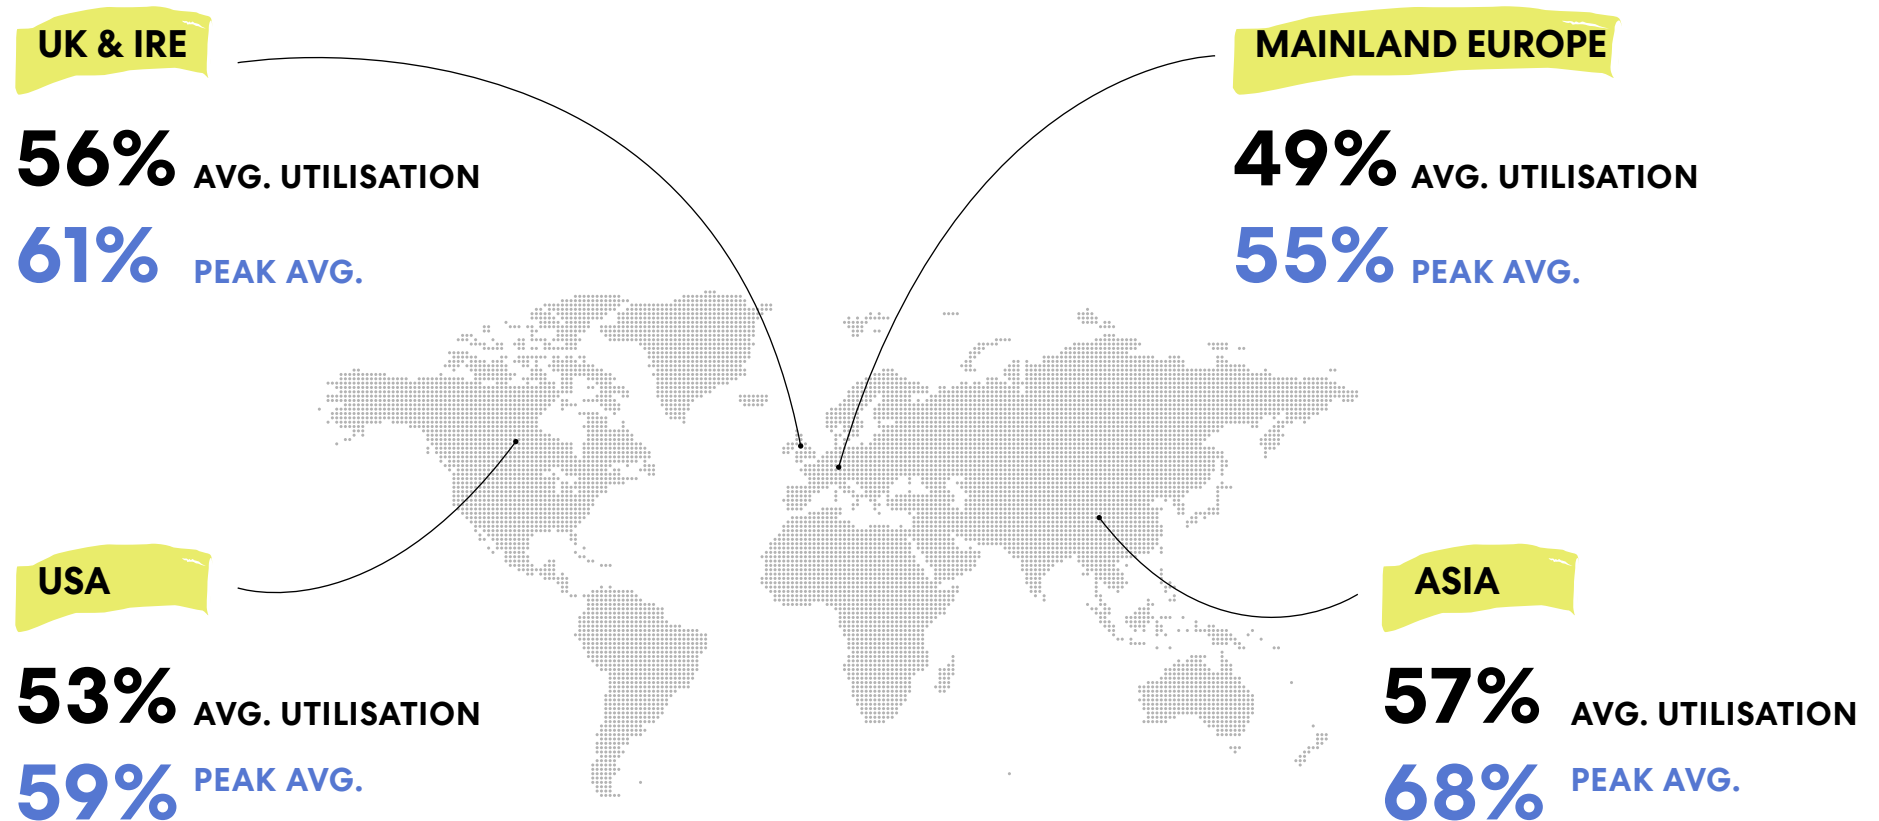 UK & IRE
56% AVG. UTILISATION
61% PEAK AVG.
MAINLAND EUROPE
49% AVG. UTILISATION
55% PEAK AVG.
USA
53% AVG. UTILISATION
59% PEAK AVG.
ASIA
57% AVG. UTILISATION
68% PEAK AVG.